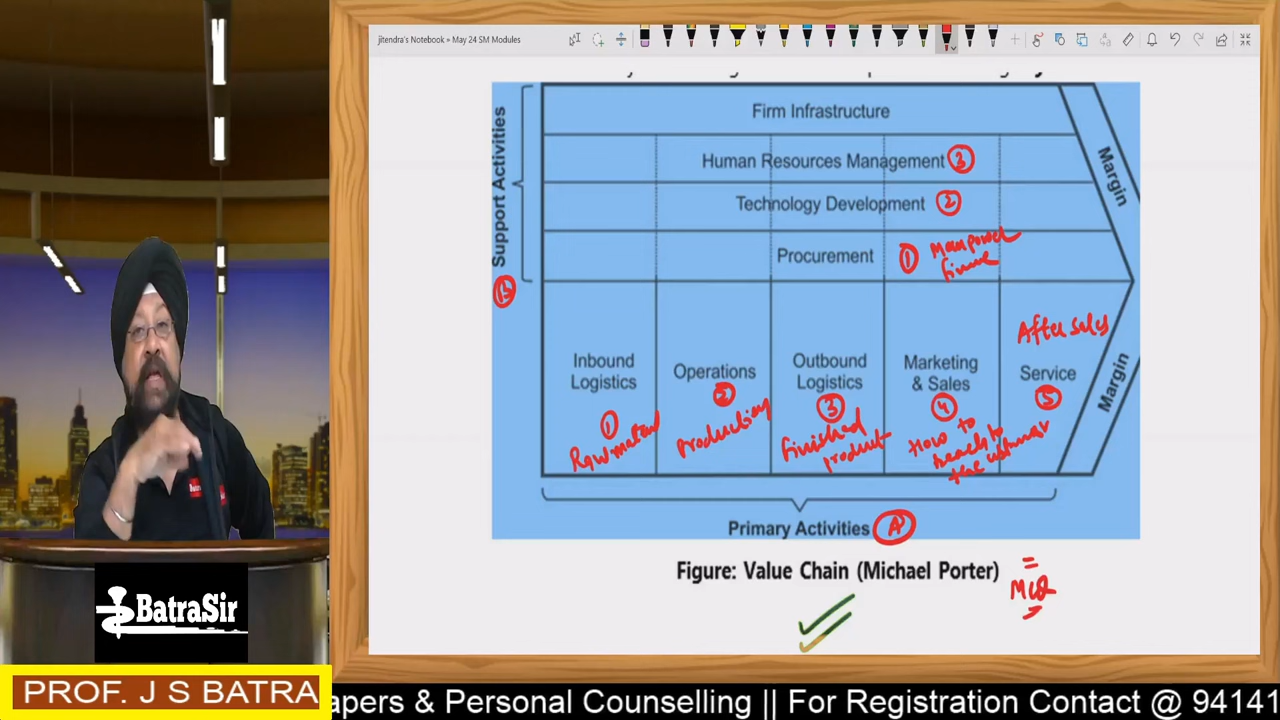 jitendra's Notebook » May 24 SM Modules
Firm Infrastructure
Human Resources Management 3
Technology Development 2
Procurement 1 Manpower
finance
Support Activities
B
Margin
After sales
Inbound
Logistics
Operations
Outbound
Logistics
Marketing
& Sales
Service
1
2
3
4
5
Raw material
Production
Finished
product
How to
reach to
the customer
Margin
Primary Activities A
Figure: Value Chain (Michael Porter)
MCQ
BatraSir
Batra
PROF. J S BATRA
apers & Personal Counselling || For Registration Contact @ 94141